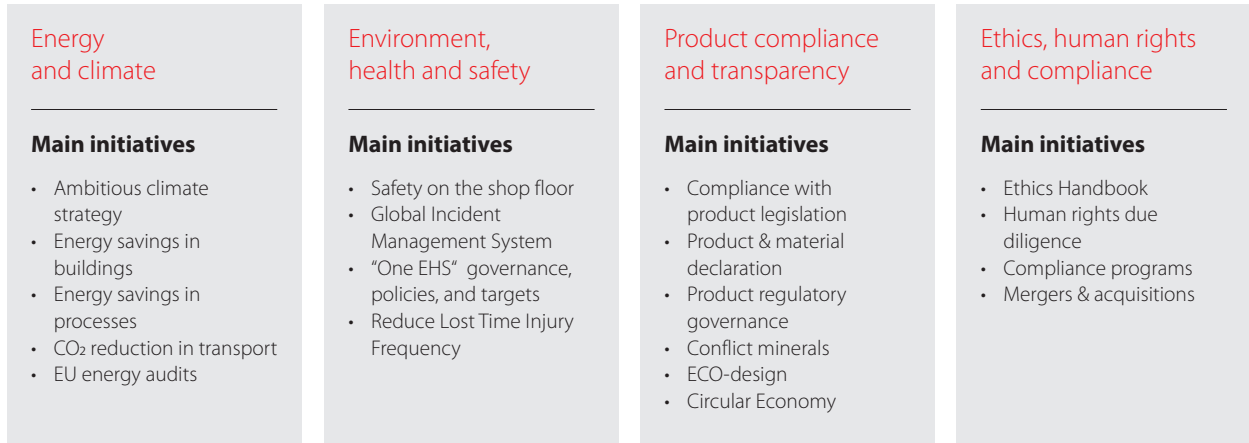 Energy
and climate
Main initiatives
• Ambitious climate
strategy
• Energy savings in
buildings
• Energy savings in
processes
• CO₂ reduction in transport
• EU energy audits
Environment,
health and safety
Main initiatives
• Safety on the shop floor
• Global Incident
Management System
• “One EHS“ governance,
policies, and targets
• Reduce Lost Time Injury
Frequency
Product compliance
and transparency
Main initiatives
• Compliance with
product legislation
• Product & material
declaration
• Product regulatory
governance
• Conflict minerals
• ECO-design
• Circular Economy
Ethics, human rights
and compliance
Main initiatives
• Ethics Handbook
• Human rights due
diligence
• Compliance programs
• Mergers & acquisitions